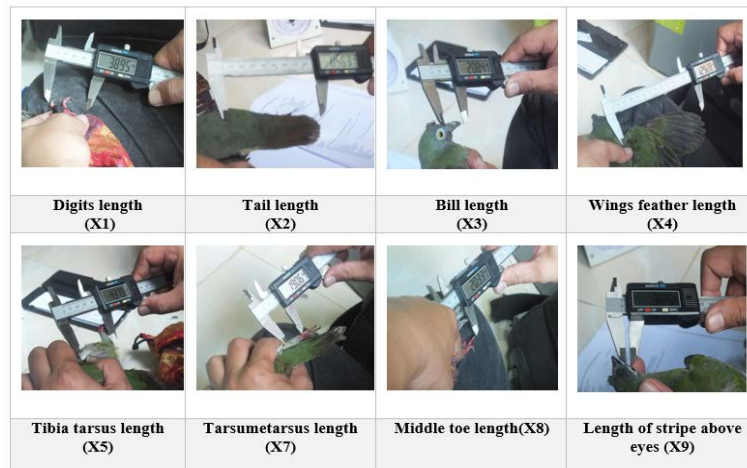 Digits length
(X1)
Tail length
(X2)
Bill length
(X3)
Wings feather length
(X4)
Tibia tarsus length
(X5)
Tarsumetarsus length
(X7)
Middle toe length(X8)
Length of stripe above
eyes (X9)